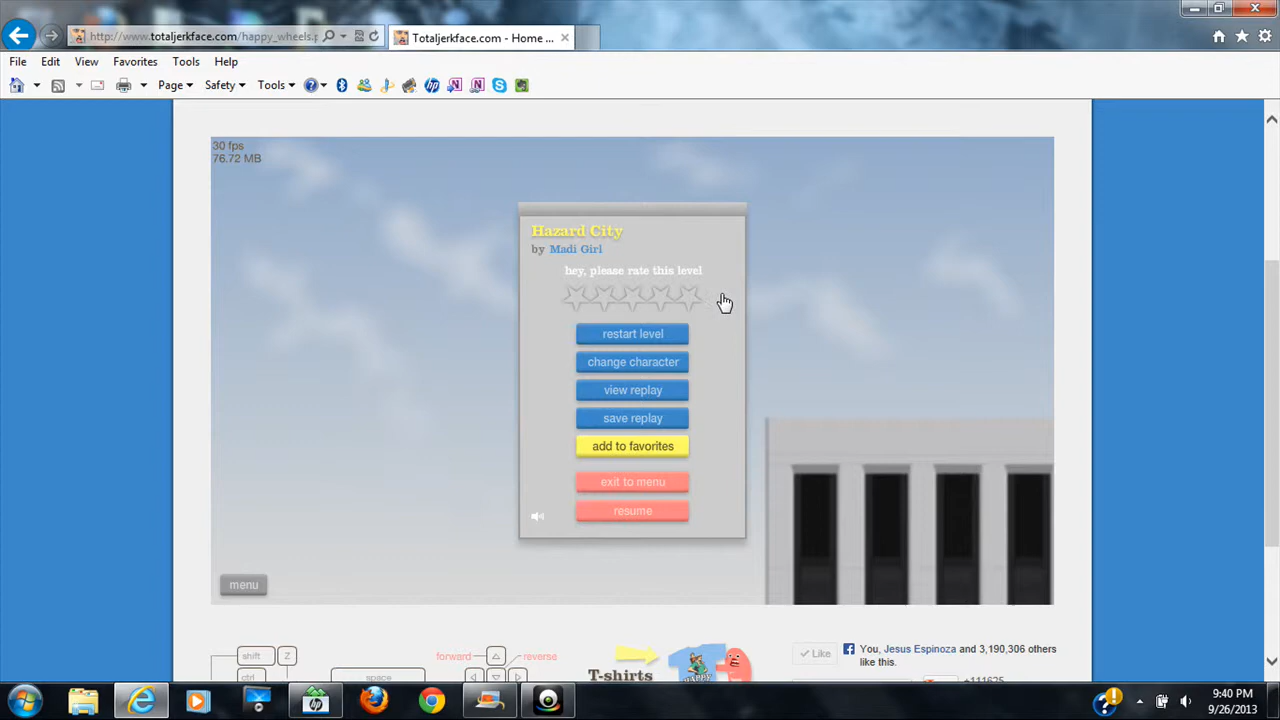 http://www.totaljerkface.com/happy_wheels.p
Totaljerkface.com - Home ...
File Edit View Favorites Tools Help
Page Safety Tools
30 fps
76.72 MB
Hazard City
by Madi Girl
hey, please rate this level
restart level
change character
view replay
save replay
add to favorites
exit to menu
resume
menu
shift Z
ctrl
space
forward
reverse
T-shirts
Like
You, Jesus Espinoza and 3,190,306 others
like this.
+111625
9:40 PM
9/26/2013